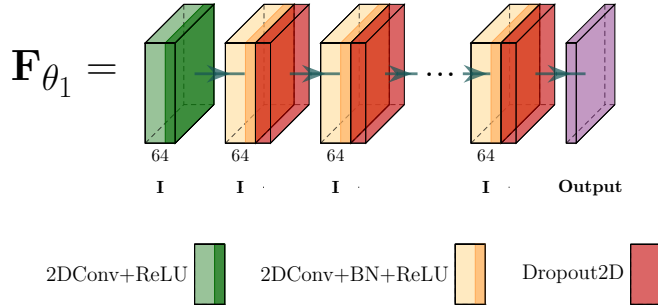 F_θ1 =
...
64 64 64 64
I I . I . I . Output
2DConv+ReLU 2DConv+BN+ReLU Dropout2D